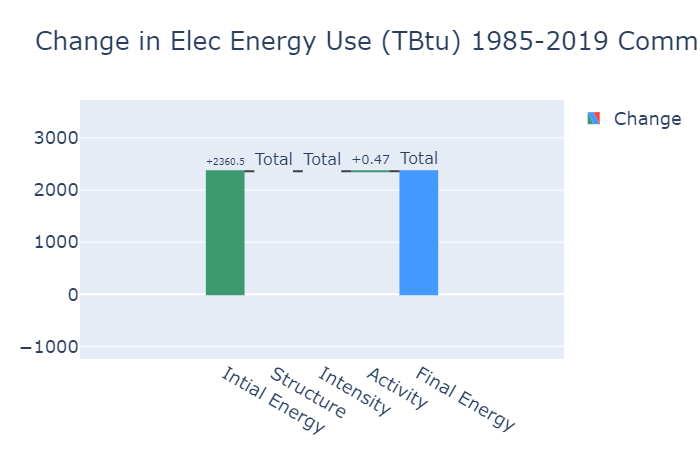 Change in Elec Energy Use (TBtu) 1985-2019 Comm
Change
3000
2000
1000
0
−1000
+2360.5
Total
Total
+0.47
Total
Intial Energy
Structure
Intensity
Activity
Final Energy